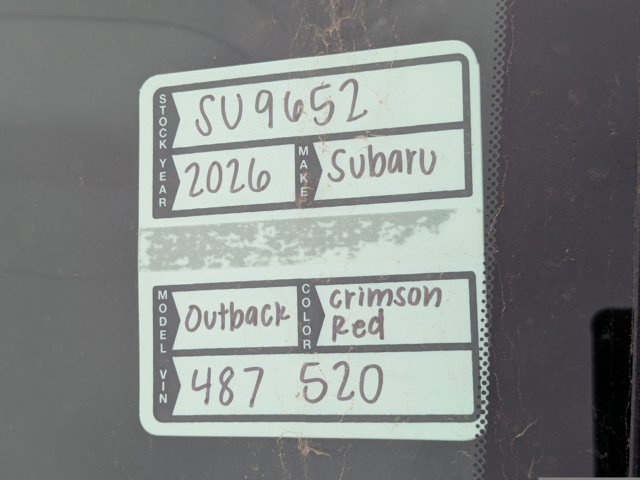 STOCK SU9652
YEAR 2026 MAKE Subaru
MODEL Outback COLOR Crimson
Red
VIN 487 520